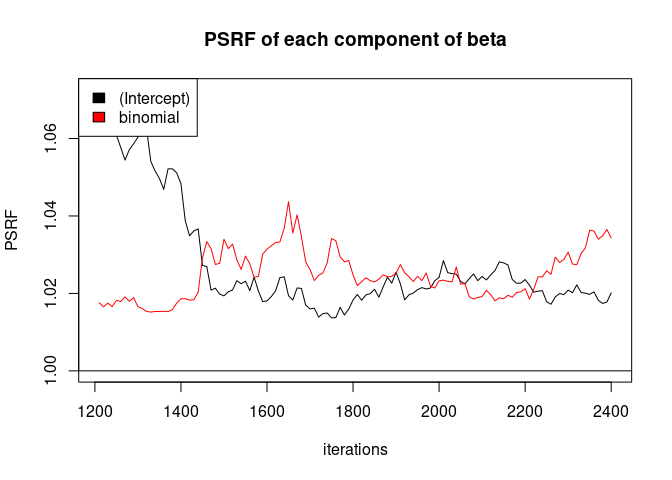 PSRF of each component of beta
(Intercept)
binomial
PSRF
1.06
1.04
1.02
1.00
1200 1400 1600 1800 2000 2200 2400
iterations